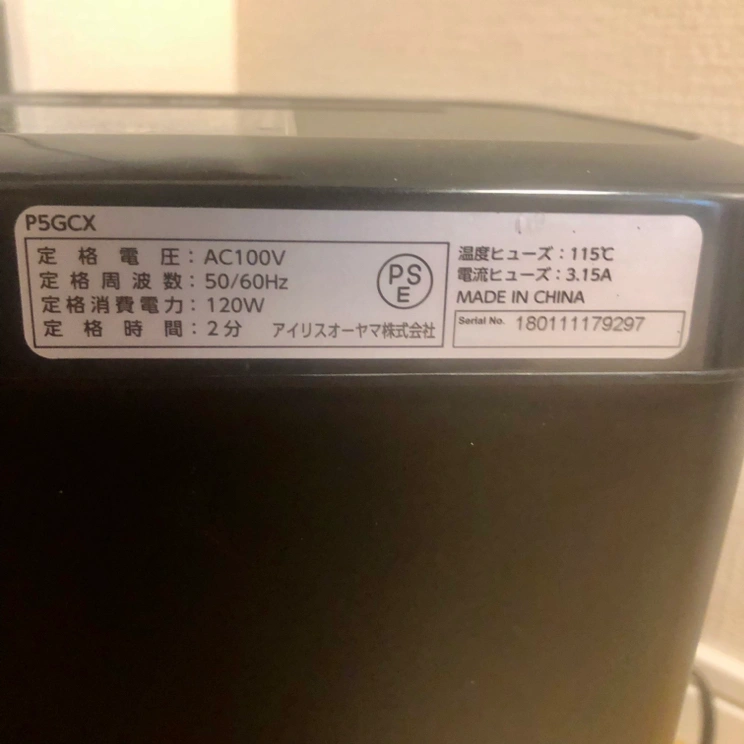 P5GCX
定格電圧：AC100V
定格周波数：50/60Hz
定格消費電力：120W
定格時間：2分
アイリスオーヤマ株式会社
PS
E
温度ヒューズ：115℃
電流ヒューズ：3.15A
MADE IN CHINA
Serial No. 180111179297